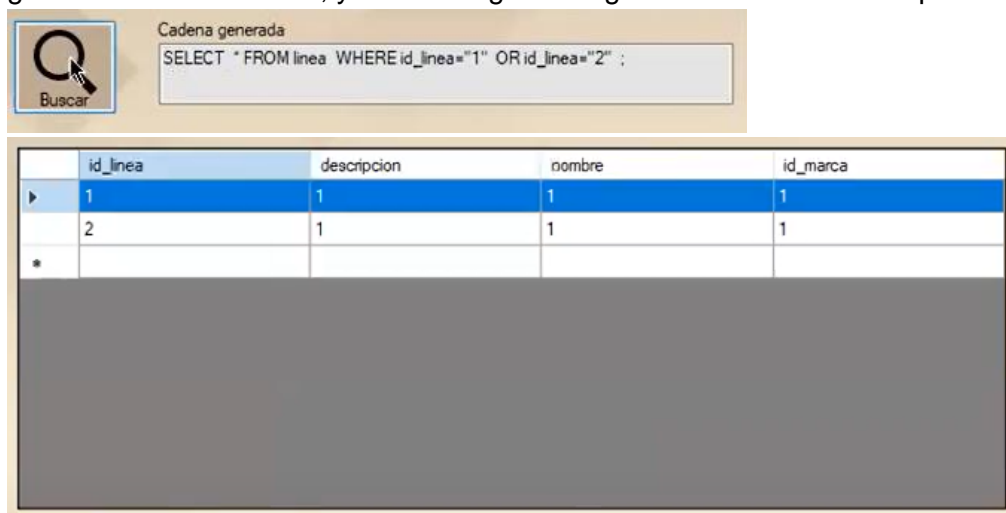 Cadena generada
SELECT * FROM linea WHERE id_linea="1" OR id_linea="2" ;
Buscar
id_linea descripcion nombre id_marca
1 1 1 1
2 1 1 1